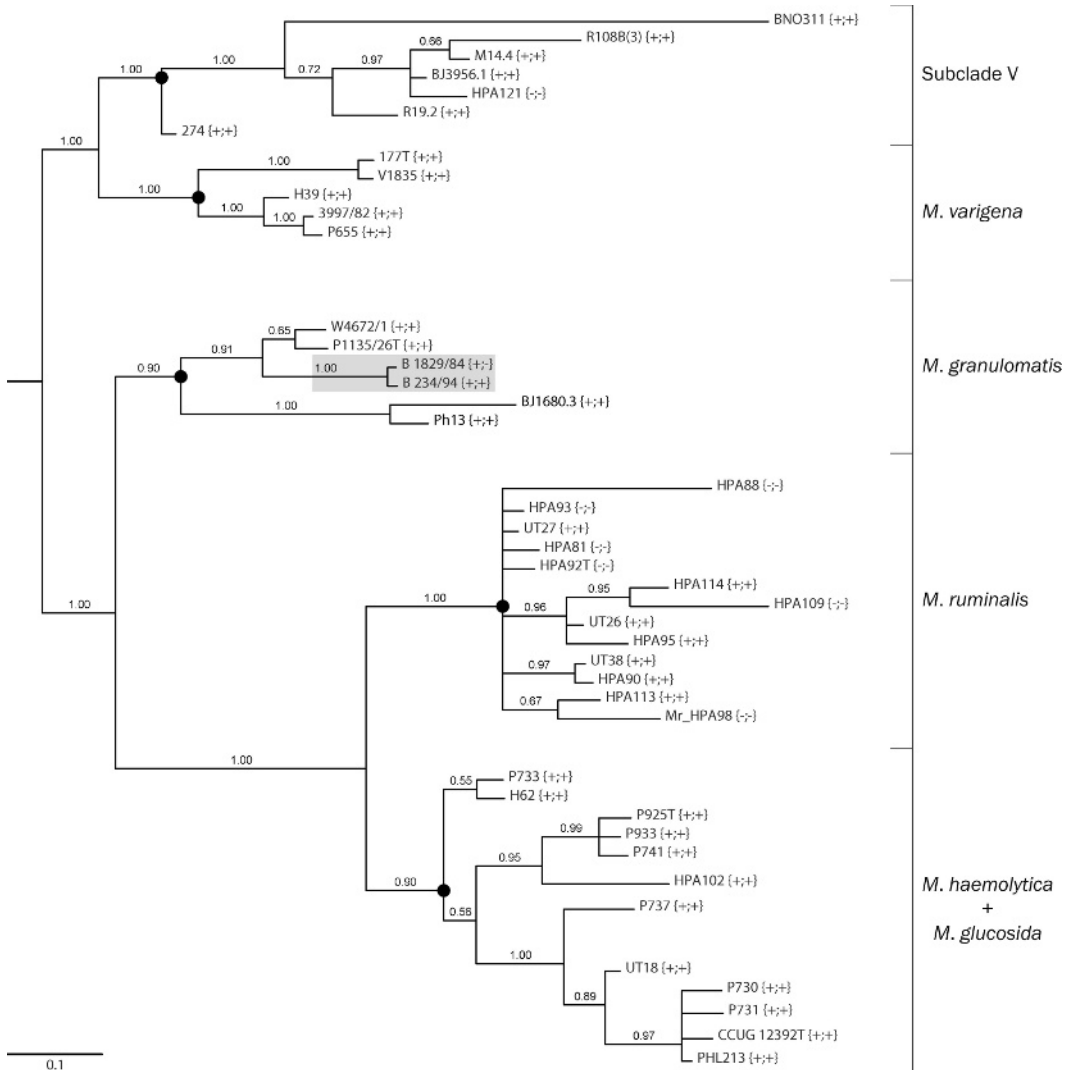 BNO311 {+;+}
R108B(3) {+;+}
0.66
M14.4 {+;+}
1.00
1.00
0.97
0.72
BJ3956.1 {+;+}
Subclade V
HPA121 {-;-}
R19.2 {+;+}
274 {+;+}
1.00
177T {+;+}
1.00
V1835 {+;+}
1.00
H39 {+;+}
1.00
3997/82 {+;+}
1.00
P655 {+;+}
M. varigena
W4672/1 {+;+}
0.65
P1135/26T {+;+}
0.91
B 1829/84 {+;-}
0.90
1.00
B 234/94 {+;+}
M. granulomatis
BJ1680.3 {+;+}
1.00
Ph13 {+;+}
HPA88 {-;-}
HPA93 {-;-}
UT27 {+;+}
HPA81 {-;-}
HPA92T {-;-}
HPA114 {+;+}
0.95
1.00
1.00
0.96
HPA109 {-;-}
M. ruminalis
UT26 {+;+}
HPA95 {+;+}
UT38 {+;+}
0.97
HPA90 {+;+}
HPA113 {+;+}
0.67
Mr_HPA98 {-;-}
1.00
P733 {+;+}
0.55
H62 {+;+}
P925T {+;+}
0.99
P933 {+;+}
P741 {+;+}
0.95
HPA102 {+;+}
0.90
M. haemolytica
+
M. glucosida
0.56
P737 {+;+}
1.00
UT18 {+;+}
0.89
P730 {+;+}
P731 {+;+}
0.97
CCUG 12392T {+;+}
PHL213 {+;+}
0.1